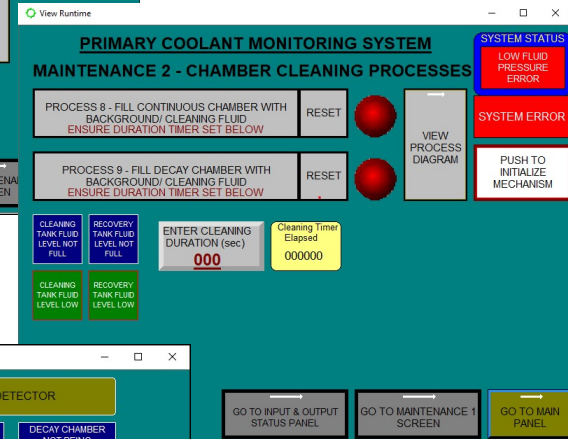 View Runtime
PRIMARY COOLANT MONITORING SYSTEM
MAINTENANCE 2 - CHAMBER CLEANING PROCESSES
SYSTEM STATUS
LOW FLUID
PRESSURE
ERROR
PROCESS 8 - FILL CONTINUOUS CHAMBER WITH
BACKGROUND/ CLEANING FLUID
ENSURE DURATION TIMER SET BELOW
RESET
SYSTEM ERROR
VIEW
PROCESS
DIAGRAM
PROCESS 9 - FILL DECAY CHAMBER WITH
BACKGROUND/ CLEANING FLUID
ENSURE DURATION TIMER SET BELOW
RESET
PUSH TO
INITIALIZE
MECHANISM
CLEANING
TANK FLUID
LEVEL NOT
FULL
RECOVERY
TANK FLUID
LEVEL NOT
FULL
ENTER CLEANING
DURATION (sec)
000
Cleaning Timer
Elapsed
000000
CLEANING
TANK FLUID
LEVEL LOW
RECOVERY
TANK FLUID
LEVEL LOW
DECAY CHAMBER
GO TO INPUT & OUTPUT
STATUS PANEL
GO TO MAINTENANCE 1
SCREEN
GO TO MAIN
PANEL